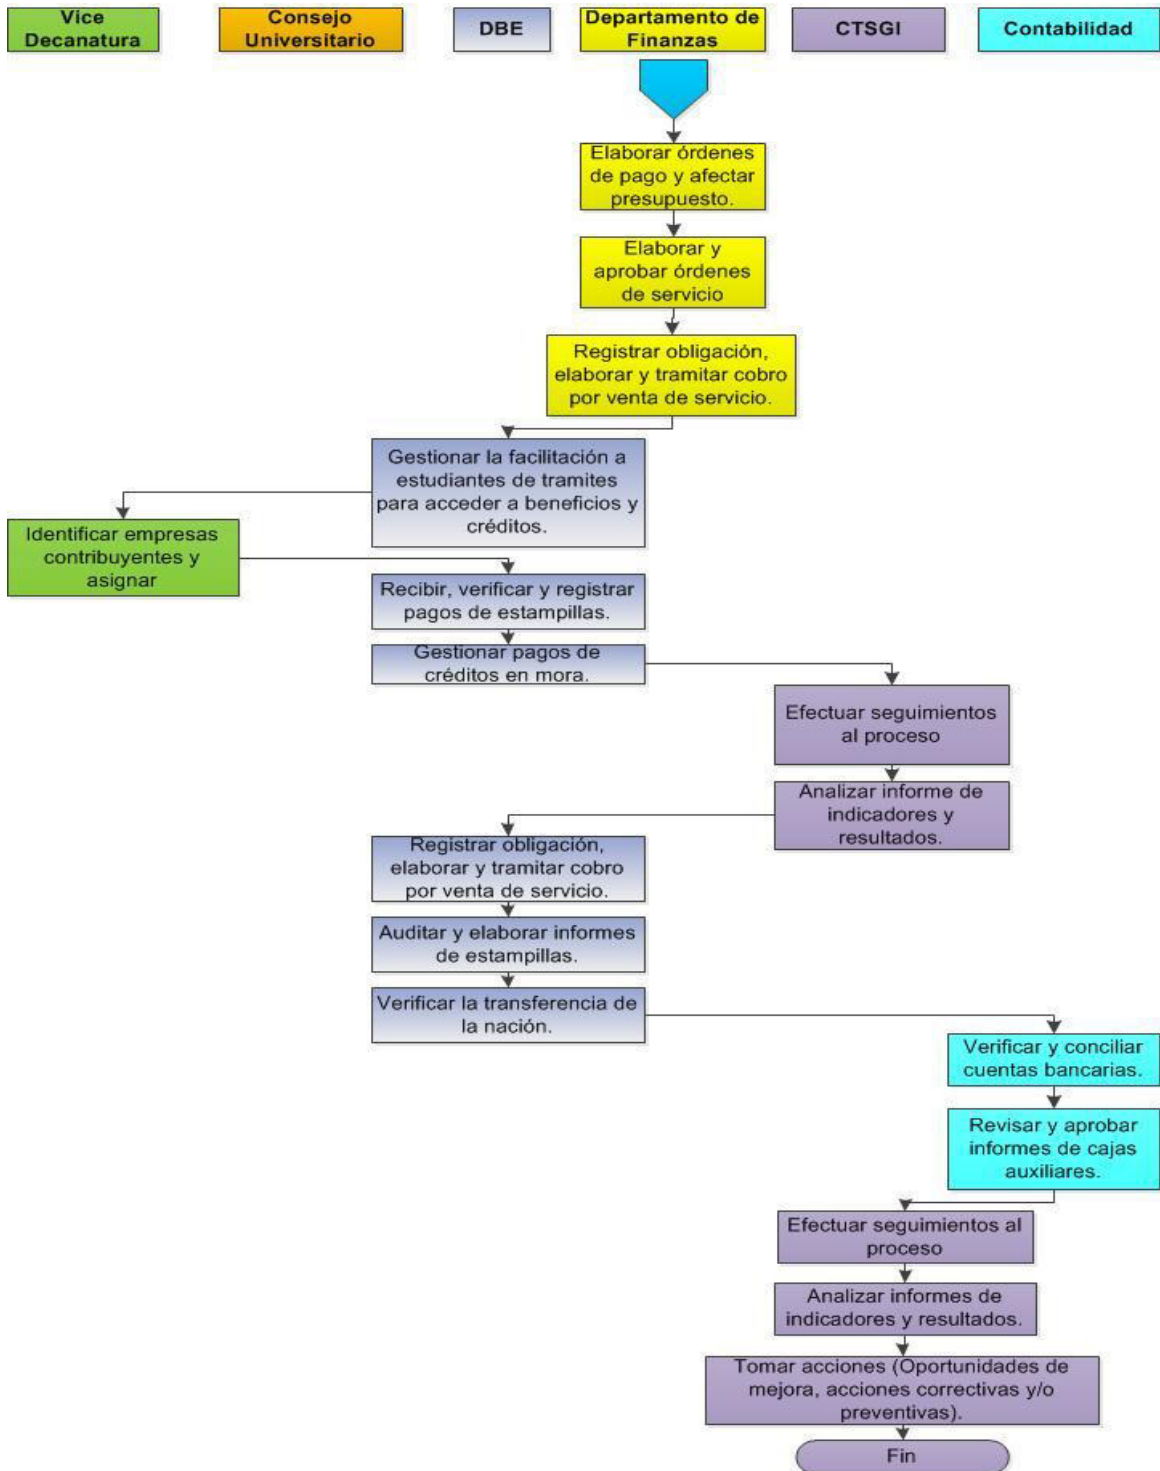 Vice
Decanatura
Consejo
Universitario
DBE
Departamento de
Finanzas
CTSGI
Contabilidad
Elaborar órdenes
de pago y afectar
presupuesto.
Elaborar y
aprobar órdenes
de servicio
Registrar obligación,
elaborar y tramitar cobro
por venta de servicio.
Gestionar la facilitación a
estudiantes de tramites
para acceder a beneficios y
créditos.
Identificar empresas
contribuyentes y
asignar
Recibir, verificar y registrar
pagos de estampillas.
Gestionar pagos de
créditos en mora.
Efectuar seguimientos
al proceso
Analizar informe de
indicadores y
resultados.
Registrar obligación,
elaborar y tramitar cobro
por venta de servicio.
Auditar y elaborar informes
de estampillas.
Verificar la transferencia de
la nación.
Verificar y conciliar
cuentas bancarias.
Revisar y aprobar
informes de cajas
auxiliares.
Efectuar seguimientos al
proceso
Analizar informes de
indicadores y resultados.
Tomar acciones (Oportunidades de
mejora, acciones correctivas y/o
preventivas).
Fin